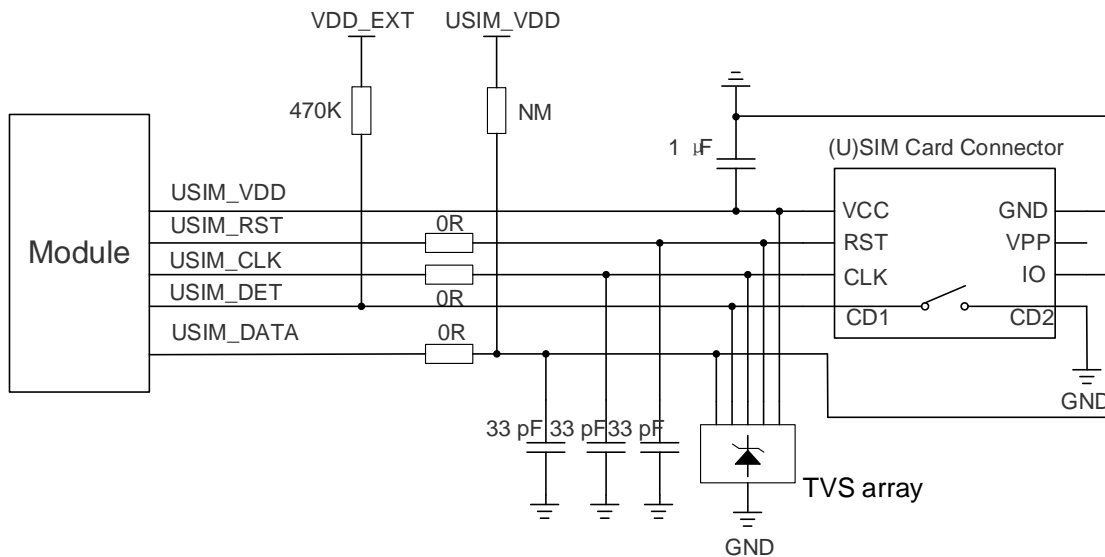 VDD_EXT USIM_VDD
470K NM
1 μF (U)SIM Card Connector
USIM_VDD VCC GND
USIM_RST 0R RST VPP
Module
USIM_CLK CLK IO
USIM_DET 0R CD1 CD2
USIM_DATA 0R
GND
33 pF 33 pF 33 pF
TVS array
GND